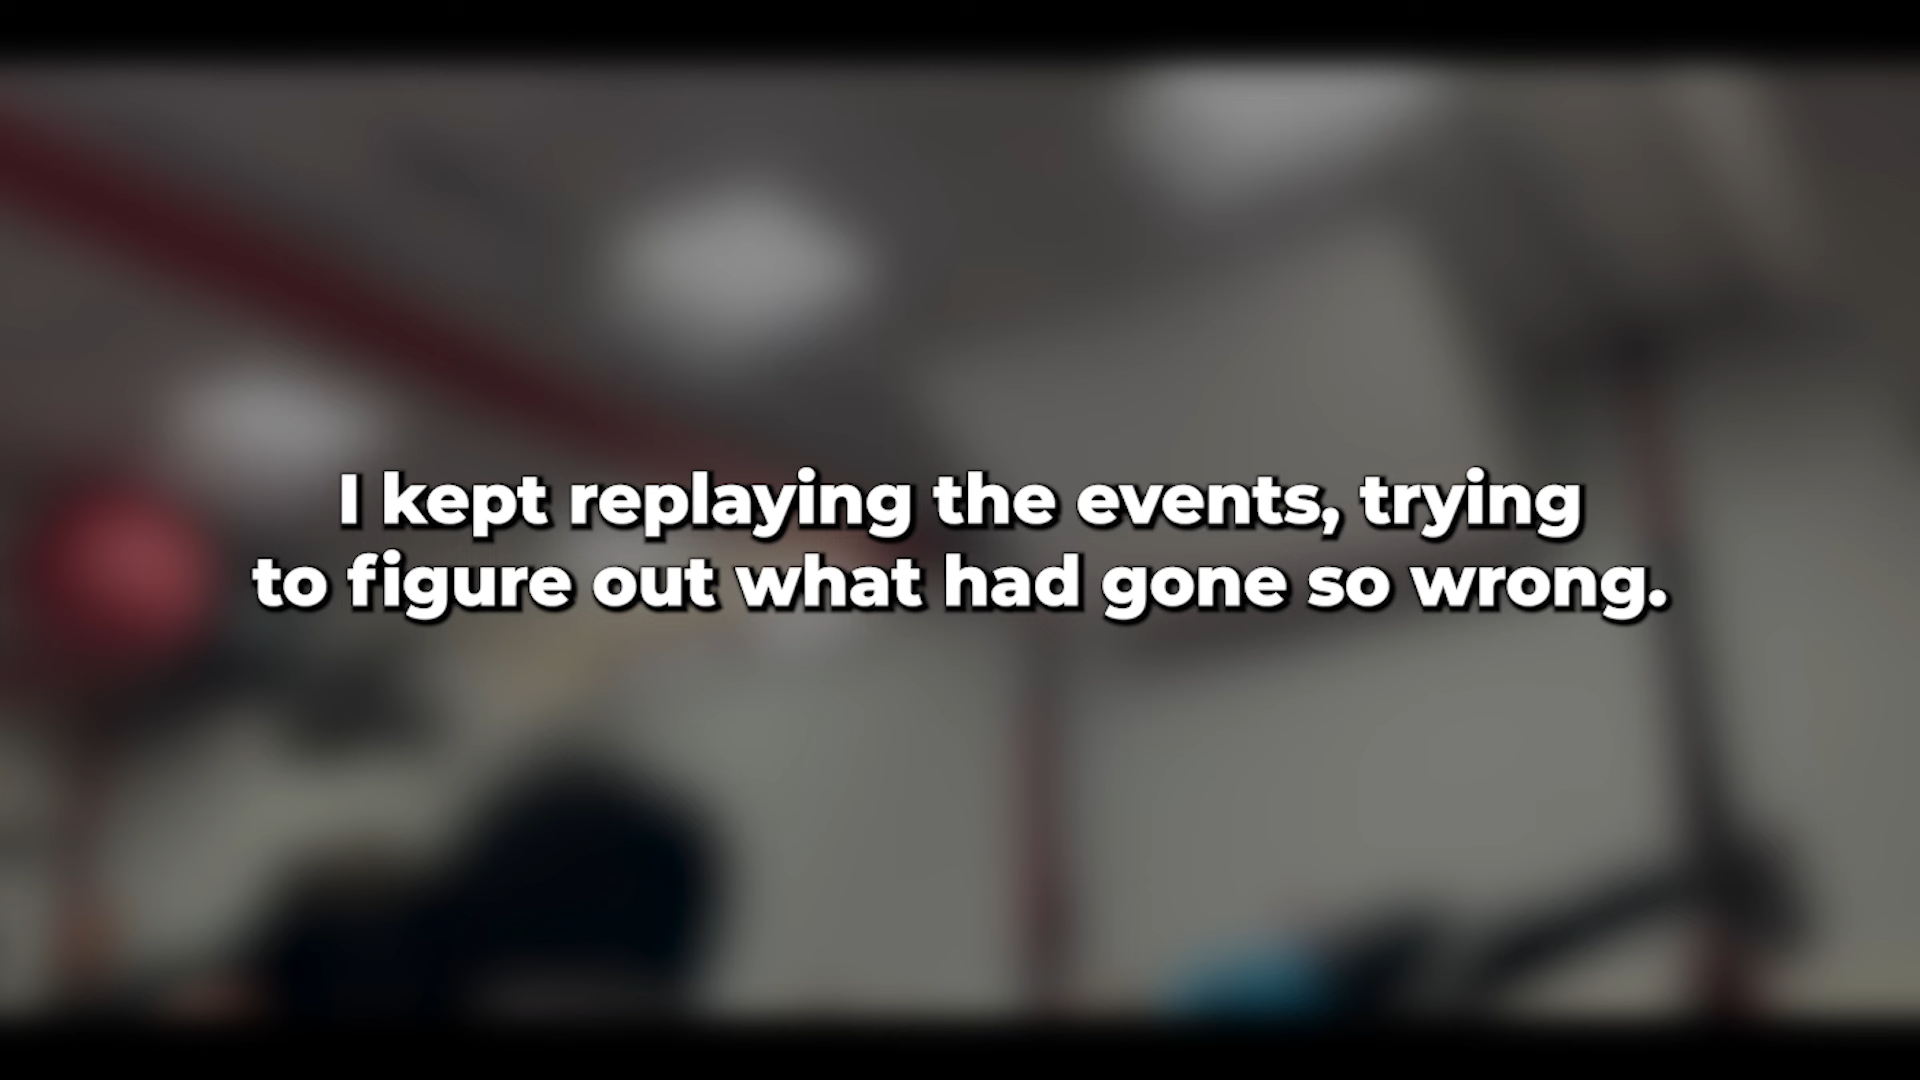 I kept replaying the events, trying
to figure out what had gone so wrong.